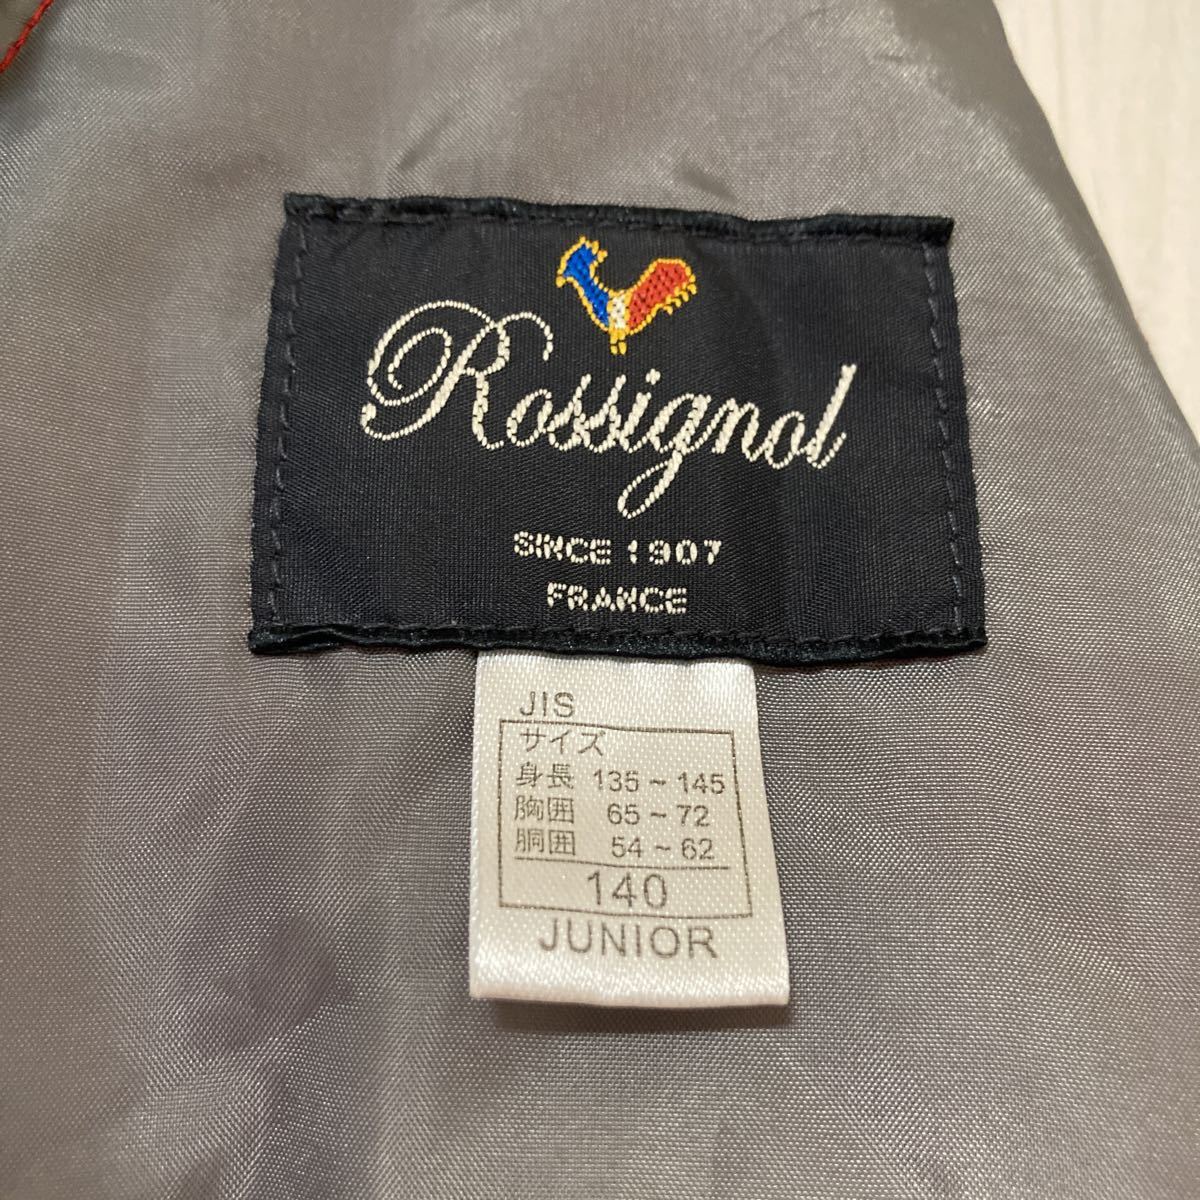 Rossignol
SINCE 1907
FRANCE
JIS
サイズ
身長 135~145
胸囲 65~72
胴囲 54~62
140
JUNIOR